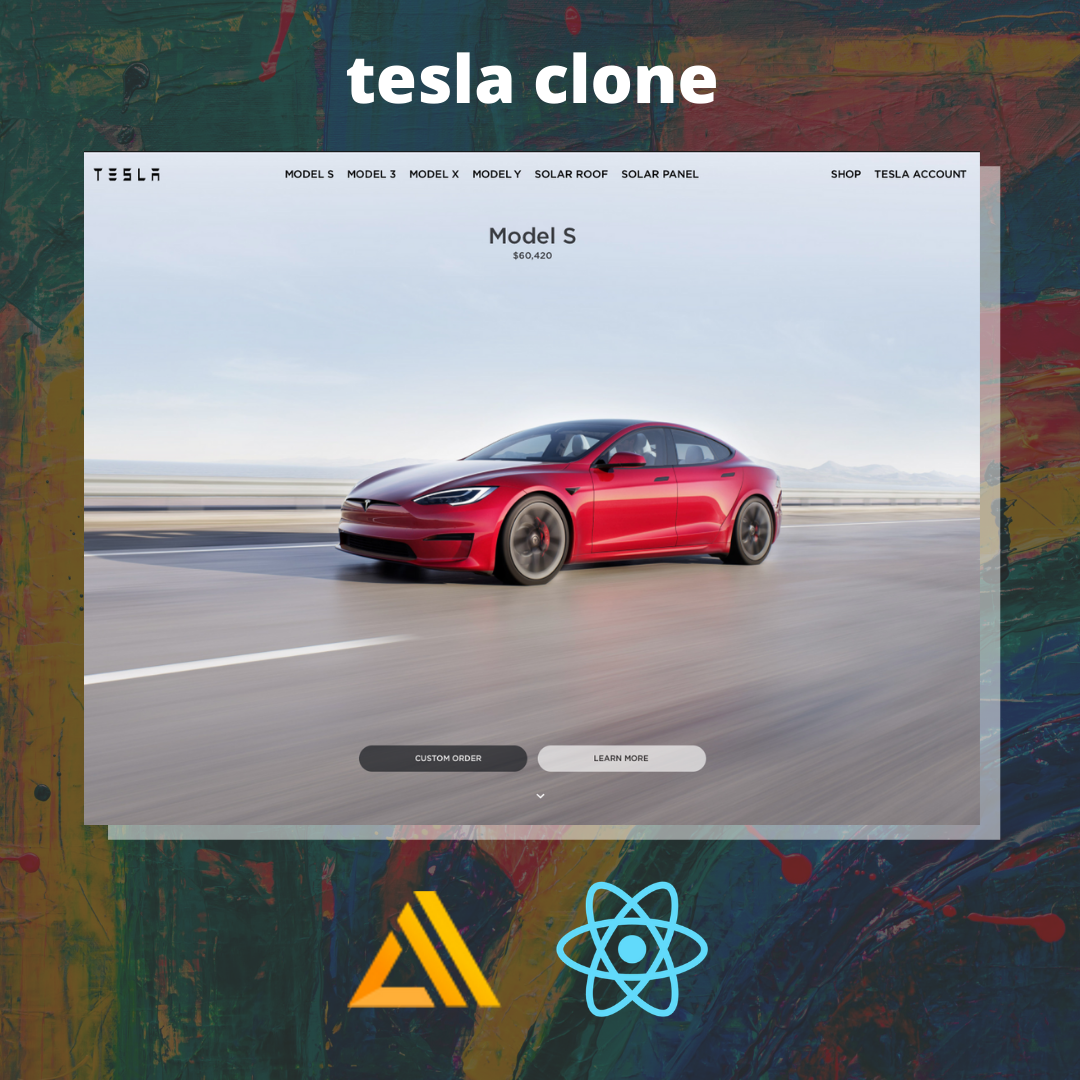 tesla clone
TESLA MODEL S MODEL 3 MODEL X MODEL Y SOLAR ROOF SOLAR PANEL SHOP TESLA ACCOUNT
Model S
$60,420
CUSTOM ORDER LEARN MORE